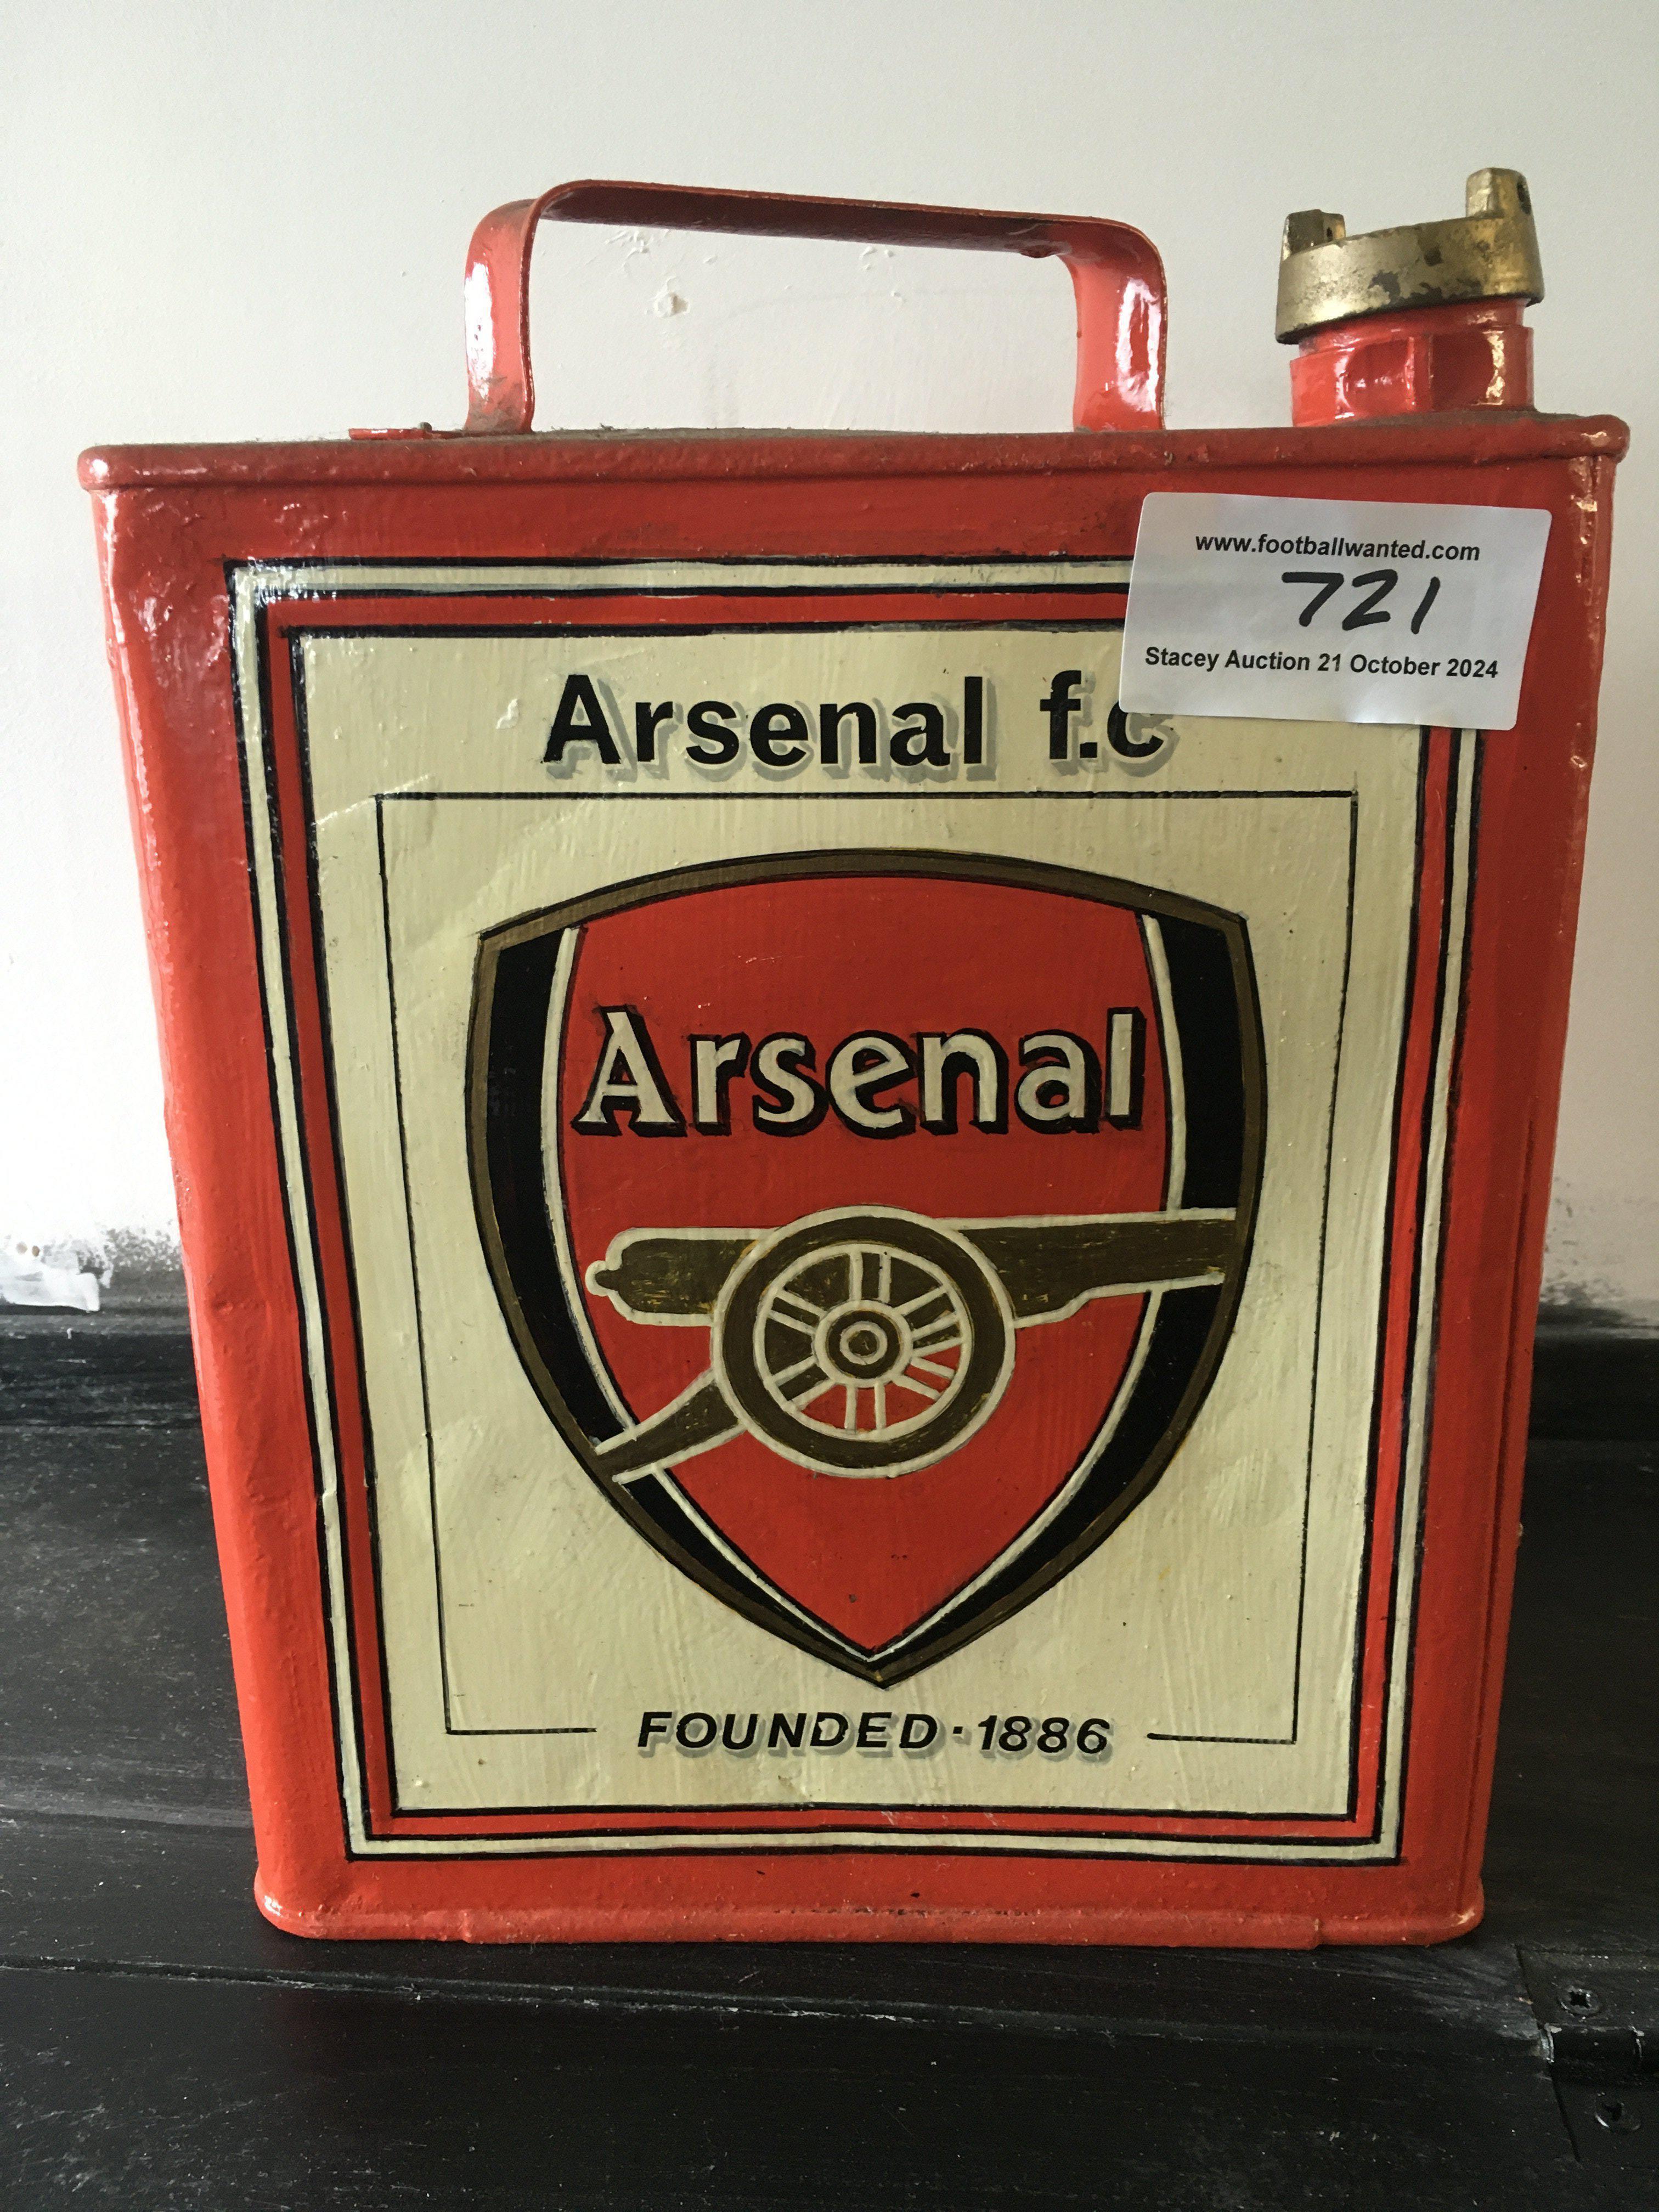 www.footballwanted.com
721
Stacey Auction 21 October 2024
Arsenal f.c
Arsenal
FOUNDED·1886